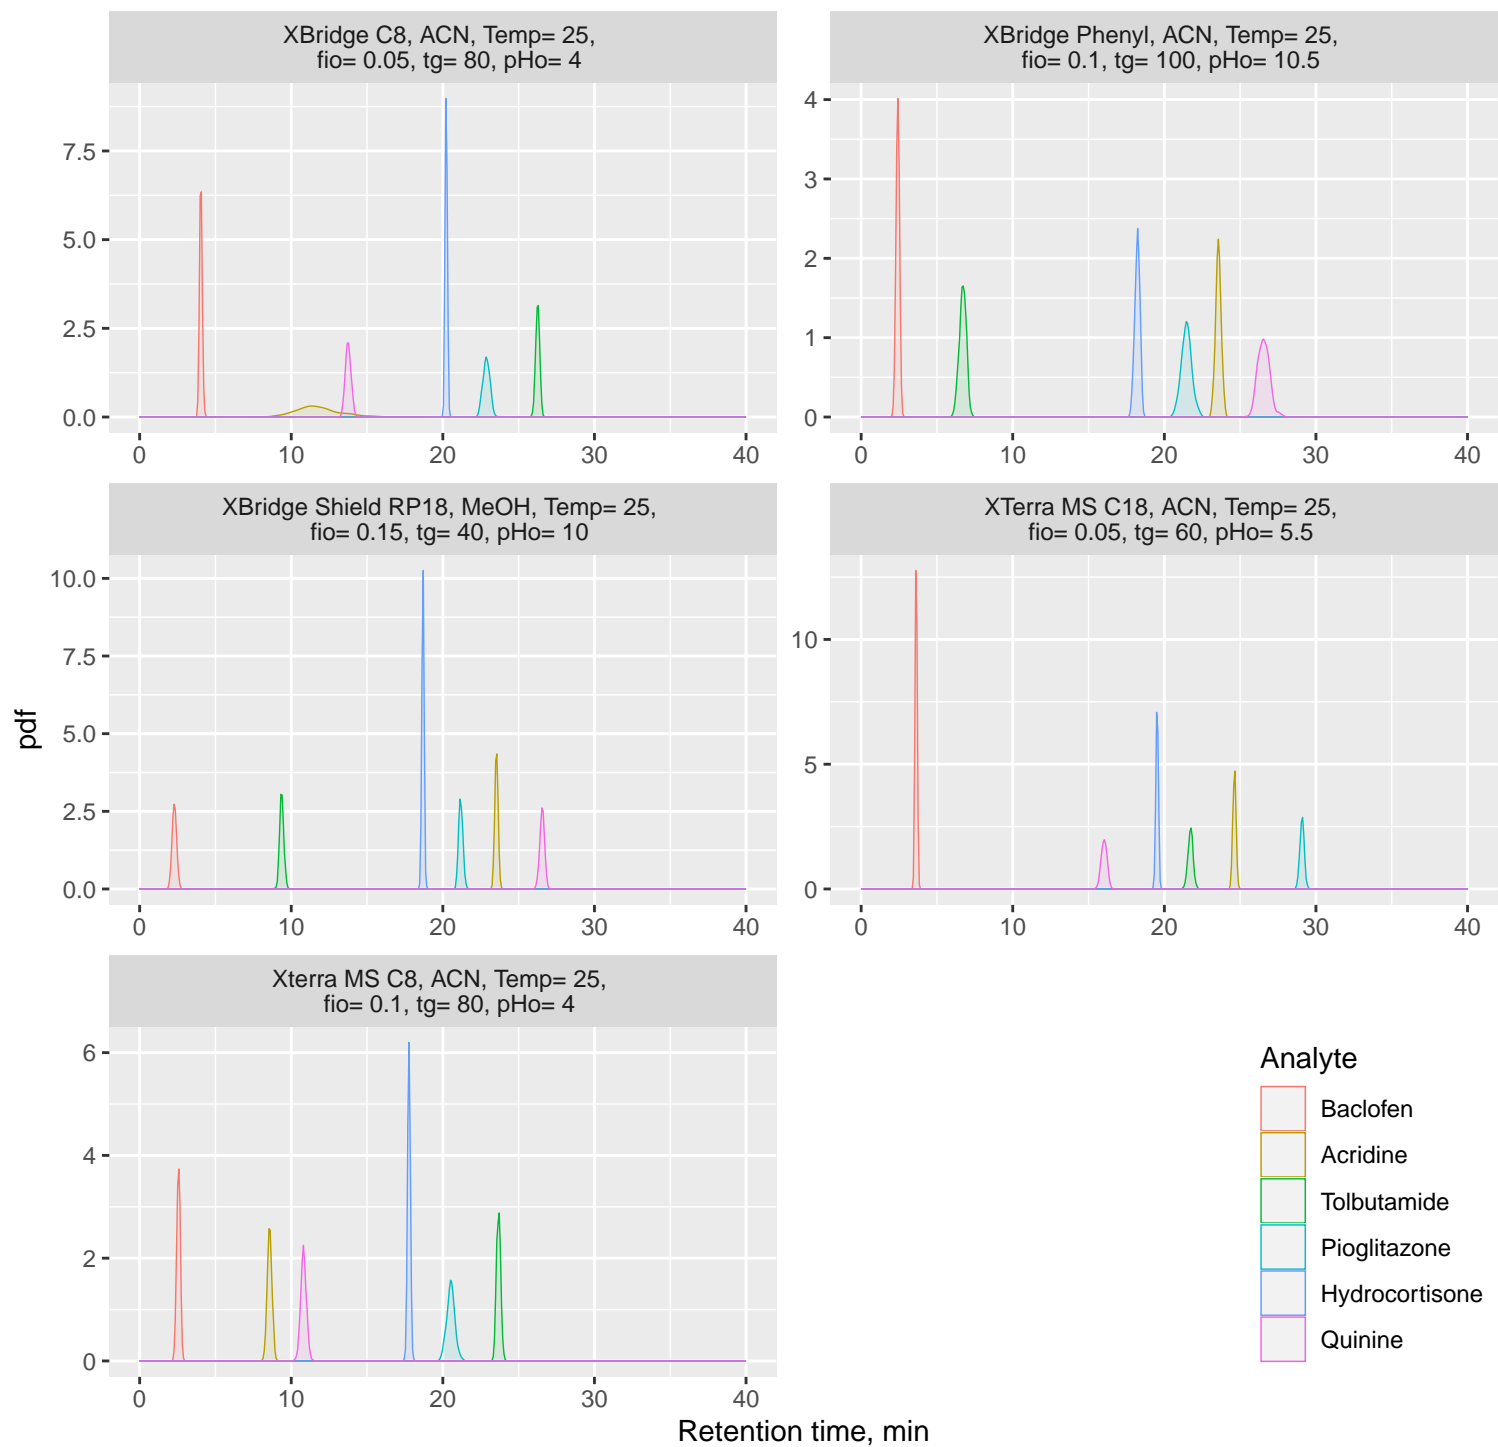 XBridge C8, ACN, Temp= 25,
fio= 0.05, tg= 80, pHo= 4
7.5
5.0
2.5
0.0
0 10 20 30 40
XBridge Phenyl, ACN, Temp= 25,
fio= 0.1, tg= 100, pHo= 10.5
4
3
2
1
0
0 10 20 30 40
XBridge Shield RP18, MeOH, Temp= 25,
fio= 0.15, tg= 40, pHo= 10
10.0
7.5
5.0
2.5
0.0
0 10 20 30 40
XTerra MS C18, ACN, Temp= 25,
fio= 0.05, tg= 60, pHo= 5.5
10
5
0
0 10 20 30 40
Xterra MS C8, ACN, Temp= 25,
fio= 0.1, tg= 80, pHo= 4
6
4
2
0
0 10 20 30 40
pdf
Retention time, min
Analyte
Baclofen
Acridine
Tolbutamide
Pioglitazone
Hydrocortisone
Quinine